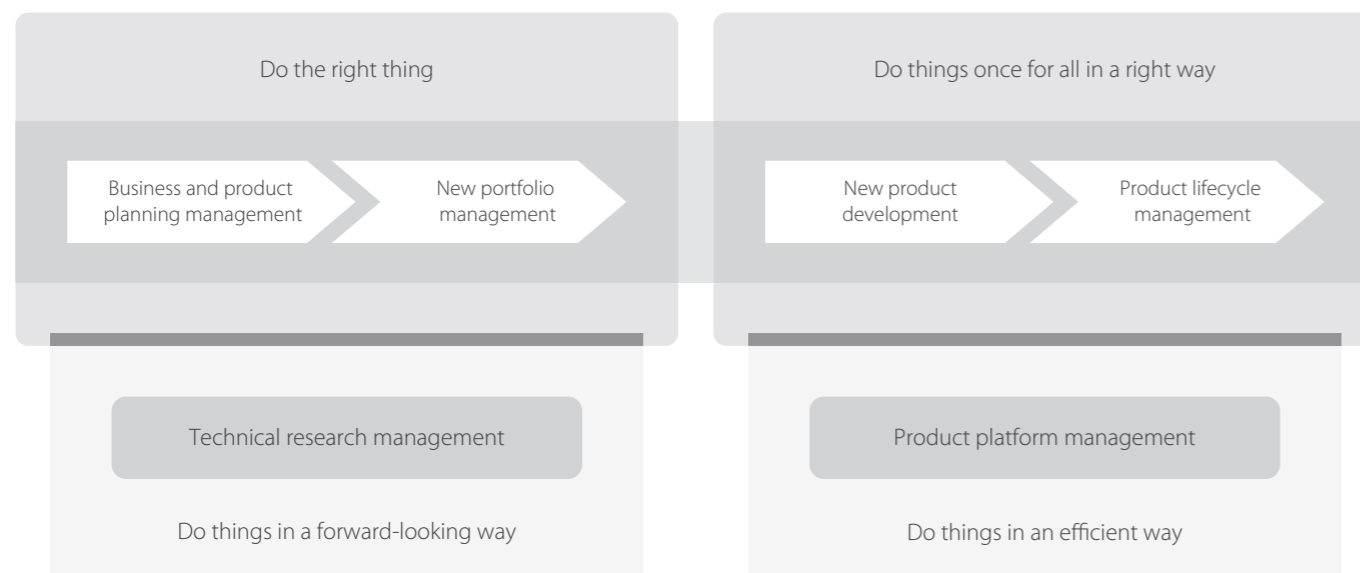 Do the right thing
Business and product
planning management
New portfolio
management
Technical research management
Do things in a forward-looking way
Do things once for all in a right way
New product
development
Product lifecycle
management
Product platform management
Do things in an efficient way